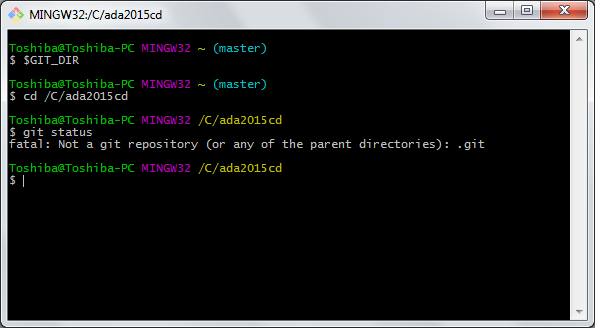 MINGW32:/C/ada2015cd
Toshiba@Toshiba-PC MINGW32 ~ (master)
$ $GIT_DIR
Toshiba@Toshiba-PC MINGW32 ~ (master)
$ cd /C/ada2015cd
Toshiba@Toshiba-PC MINGW32 /C/ada2015cd
$ git status
fatal: Not a git repository (or any of the parent directories): .git
Toshiba@Toshiba-PC MINGW32 /C/ada2015cd
$